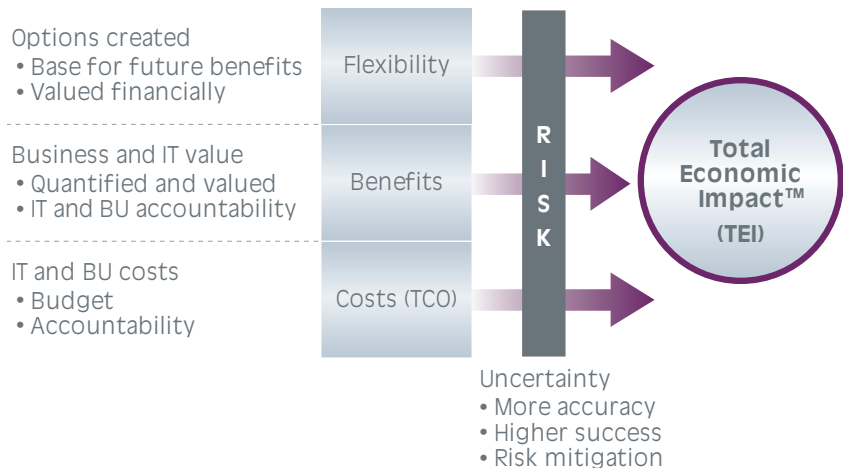 Options created
• Base for future benefits
• Valued financially
Flexibility
Business and IT value
• Quantified and valued
• IT and BU accountability
Benefits
IT and BU costs
• Budget
• Accountability
Costs (TCO)
R
I
S
K
Total
Economic
Impact™
(TEI)
Uncertainty
• More accuracy
• Higher success
• Risk mitigation